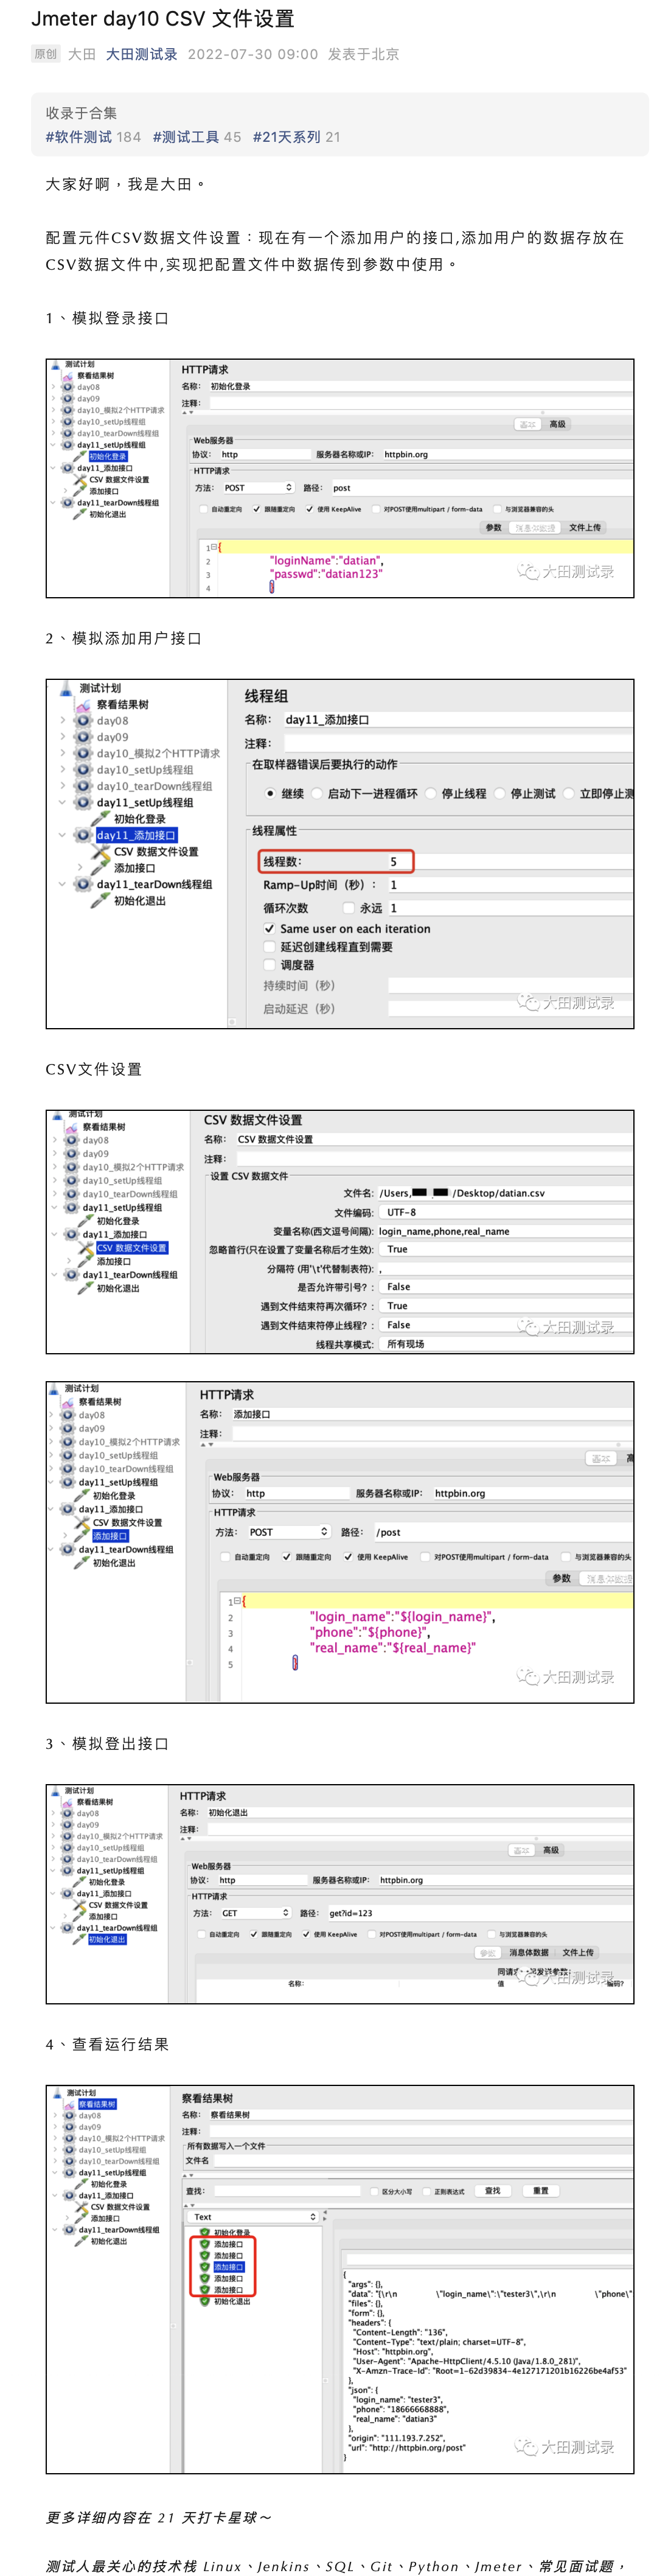 Jmeter day10 CSV 文件设置
原创 大田 大田测试录 2022-07-30 09:00 发表于北京
收录于合集
#软件测试 184 #测试工具 45 #21天系列 21
大家好啊，我是大田。
配置元件CSV数据文件设置：现在有一个添加用户的接口,添加用户的数据存放在
CSV数据文件中,实现把配置文件中数据传到参数中使用。
1、模拟登录接口
测试计划
察看结果树
day08
day09
day10_模拟2个HTTP请求
day10_setUp线程组
day10_tearDown线程组
day11_setUp线程组
初始化登录
day11_添加接口
CSV 数据文件设置
添加接口
day11_tearDown线程组
初始化退出
HTTP请求
名称: 初始化登录
注释:
基本 高级
Web服务器
协议: http 服务器名称或IP: httpbin.org
HTTP请求
方法: POST 路径: post
自动重定向 跟随重定向 使用 KeepAlive 对POST使用multipart / form-data 与浏览器兼容的头
参数 消息体数据 文件上传
1 {
2 "loginName":"datian",
3 "passwd":"datian123"
4 }
大田测试录
2、模拟添加用户接口
测试计划
察看结果树
day08
day09
day10_模拟2个HTTP请求
day10_setUp线程组
day10_tearDown线程组
day11_setUp线程组
初始化登录
day11_添加接口
CSV 数据文件设置
添加接口
day11_tearDown线程组
初始化退出
线程组
名称: day11_添加接口
注释:
在取样器错误后要执行的动作
继续 启动下一进程循环 停止线程 停止测试 立即停止测
线程属性
线程数: 5
Ramp-Up时间（秒）: 1
循环次数 永远 1
Same user on each iteration
延迟创建线程直到需要
调度器
持续时间（秒）
启动延迟（秒）
大田测试录
CSV文件设置
测试计划
察看结果树
day08
day09
day10_模拟2个HTTP请求
day10_setUp线程组
day10_tearDown线程组
day11_setUp线程组
初始化登录
day11_添加接口
CSV 数据文件设置
添加接口
day11_tearDown线程组
初始化退出
CSV 数据文件设置
名称: CSV 数据文件设置
注释:
设置 CSV 数据文件
文件名: /Users, /Desktop/datian.csv
文件编码: UTF-8
变量名称(西文逗号间隔): login_name,phone,real_name
忽略首行(只在设置了变量名称后才生效): True
分隔符 (用'\t'代替制表符): ,
是否允许带引号? : False
遇到文件结束符再次循环? : True
遇到文件结束符停止线程? : False
线程共享模式: 所有现场
大田测试录
测试计划
察看结果树
day08
day09
day10_模拟2个HTTP请求
day10_setUp线程组
day10_tearDown线程组
day11_setUp线程组
初始化登录
day11_添加接口
CSV 数据文件设置
添加接口
day11_tearDown线程组
初始化退出
HTTP请求
名称: 添加接口
注释:
基本 高
Web服务器
协议: http 服务器名称或IP: httpbin.org
HTTP请求
方法: POST 路径: /post
自动重定向 跟随重定向 使用 KeepAlive 对POST使用multipart / form-data 与浏览器兼容的头
参数 消息体数据
1 {
2 "login_name":"${login_name}",
3 "phone":"${phone}",
4 "real_name":"${real_name}"
5 }
大田测试录
3、模拟登出接口
测试计划
察看结果树
day08
day09
day10_模拟2个HTTP请求
day10_setUp线程组
day10_tearDown线程组
day11_setUp线程组
初始化登录
day11_添加接口
CSV 数据文件设置
添加接口
day11_tearDown线程组
初始化退出
HTTP请求
名称: 初始化退出
注释:
基本 高级
Web服务器
协议: http 服务器名称或IP: httpbin.org
HTTP请求
方法: GET 路径: get?id=123
自动重定向 跟随重定向 使用 KeepAlive 对POST使用multipart / form-data 与浏览器兼容的头
参数 消息体数据 文件上传
名称: 值 编码?
大田测试录
4、查看运行结果
测试计划
察看结果树
day08
day09
day10_模拟2个HTTP请求
day10_setUp线程组
day10_tearDown线程组
day11_setUp线程组
初始化登录
day11_添加接口
CSV 数据文件设置
添加接口
day11_tearDown线程组
初始化退出
察看结果树
名称: 察看结果树
注释:
所有数据写入一个文件
文件名
查找: 区分大小写 正则表达式 查找 重置
Text
初始化登录
添加接口
添加接口
添加接口
添加接口
添加接口
初始化退出
{
"args": {},
"data": "{\r\n \"login_name\":\"tester3\",\r\n \"phone\"
"files": {},
"form": {},
"headers": {
"Content-Length": "136",
"Content-Type": "text/plain; charset=UTF-8",
"Host": "httpbin.org",
"User-Agent": "Apache-HttpClient/4.5.10 (Java/1.8.0_281)",
"X-Amzn-Trace-Id": "Root=1-62d39834-4e127171201b16226be4af53"
},
"json": {
"login_name": "tester3",
"phone": "18666668888",
"real_name": "datian3"
},
"origin": "111.193.7.252",
"url": "http://httpbin.org/post"
}
大田测试录
更多详细内容在 21 天打卡星球～
测试人最关心的技术栈 Linux、Jenkins、SQL、Git、Python、Jmeter、常见面试题，